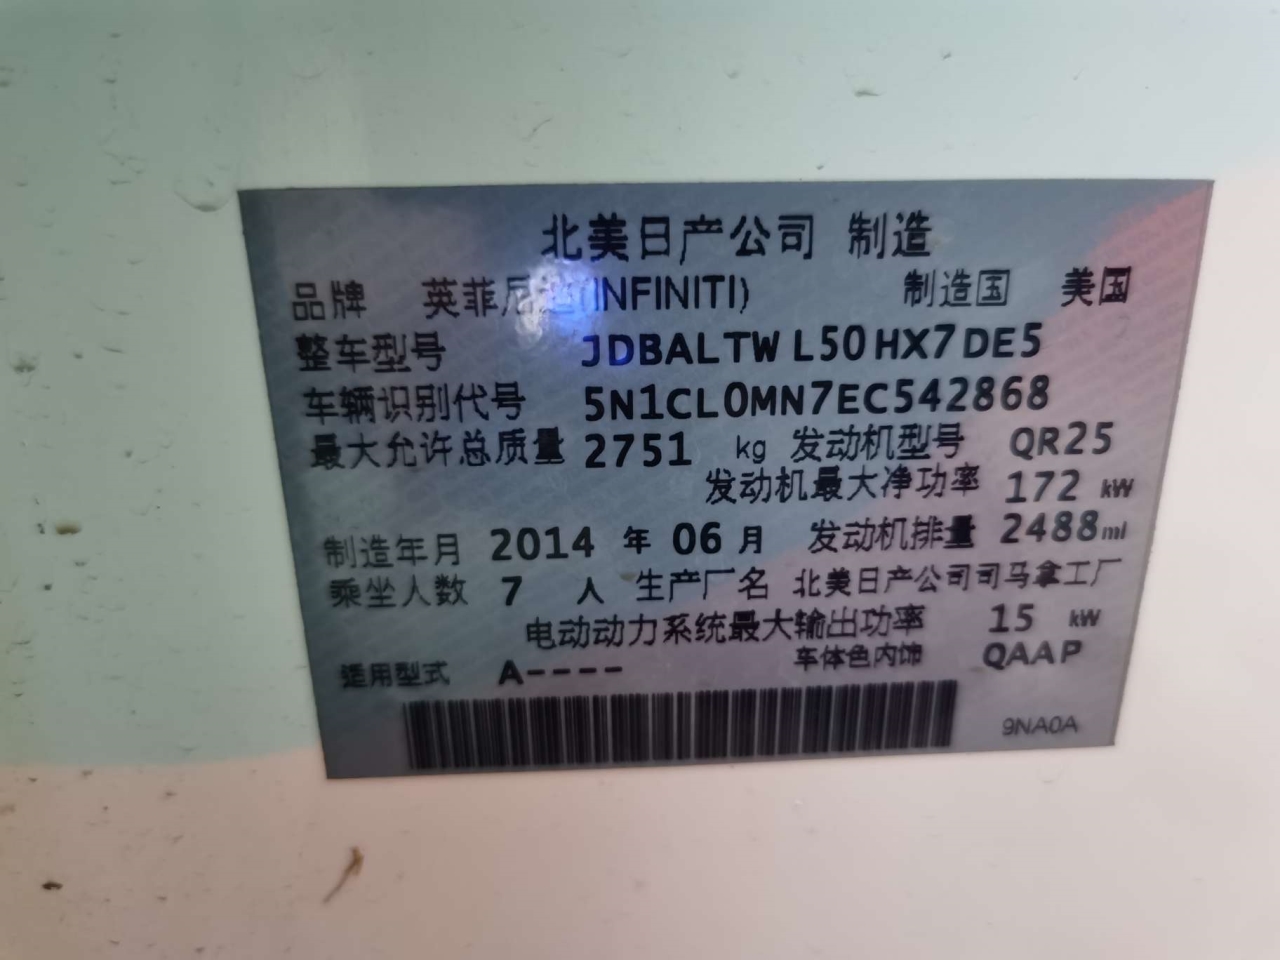 北美日产公司 制造
品牌 英菲尼迪(INFINITI) 制造国 美国
整车型号 JDBALTWL50HX7DE5
车辆识别代号 5N1CL0MN7EC542868
最大允许总质量 2751 kg 发动机型号 QR25
发动机最大净功率 172 kW
制造年月 2014 年 06 月 发动机排量 2488ml
乘坐人数 7 人 生产厂名 北美日产公司司马拿工厂
电动动力系统最大输出功率 15 kW
适用型式 A---- 车体色内饰 QAAP
9NA0A